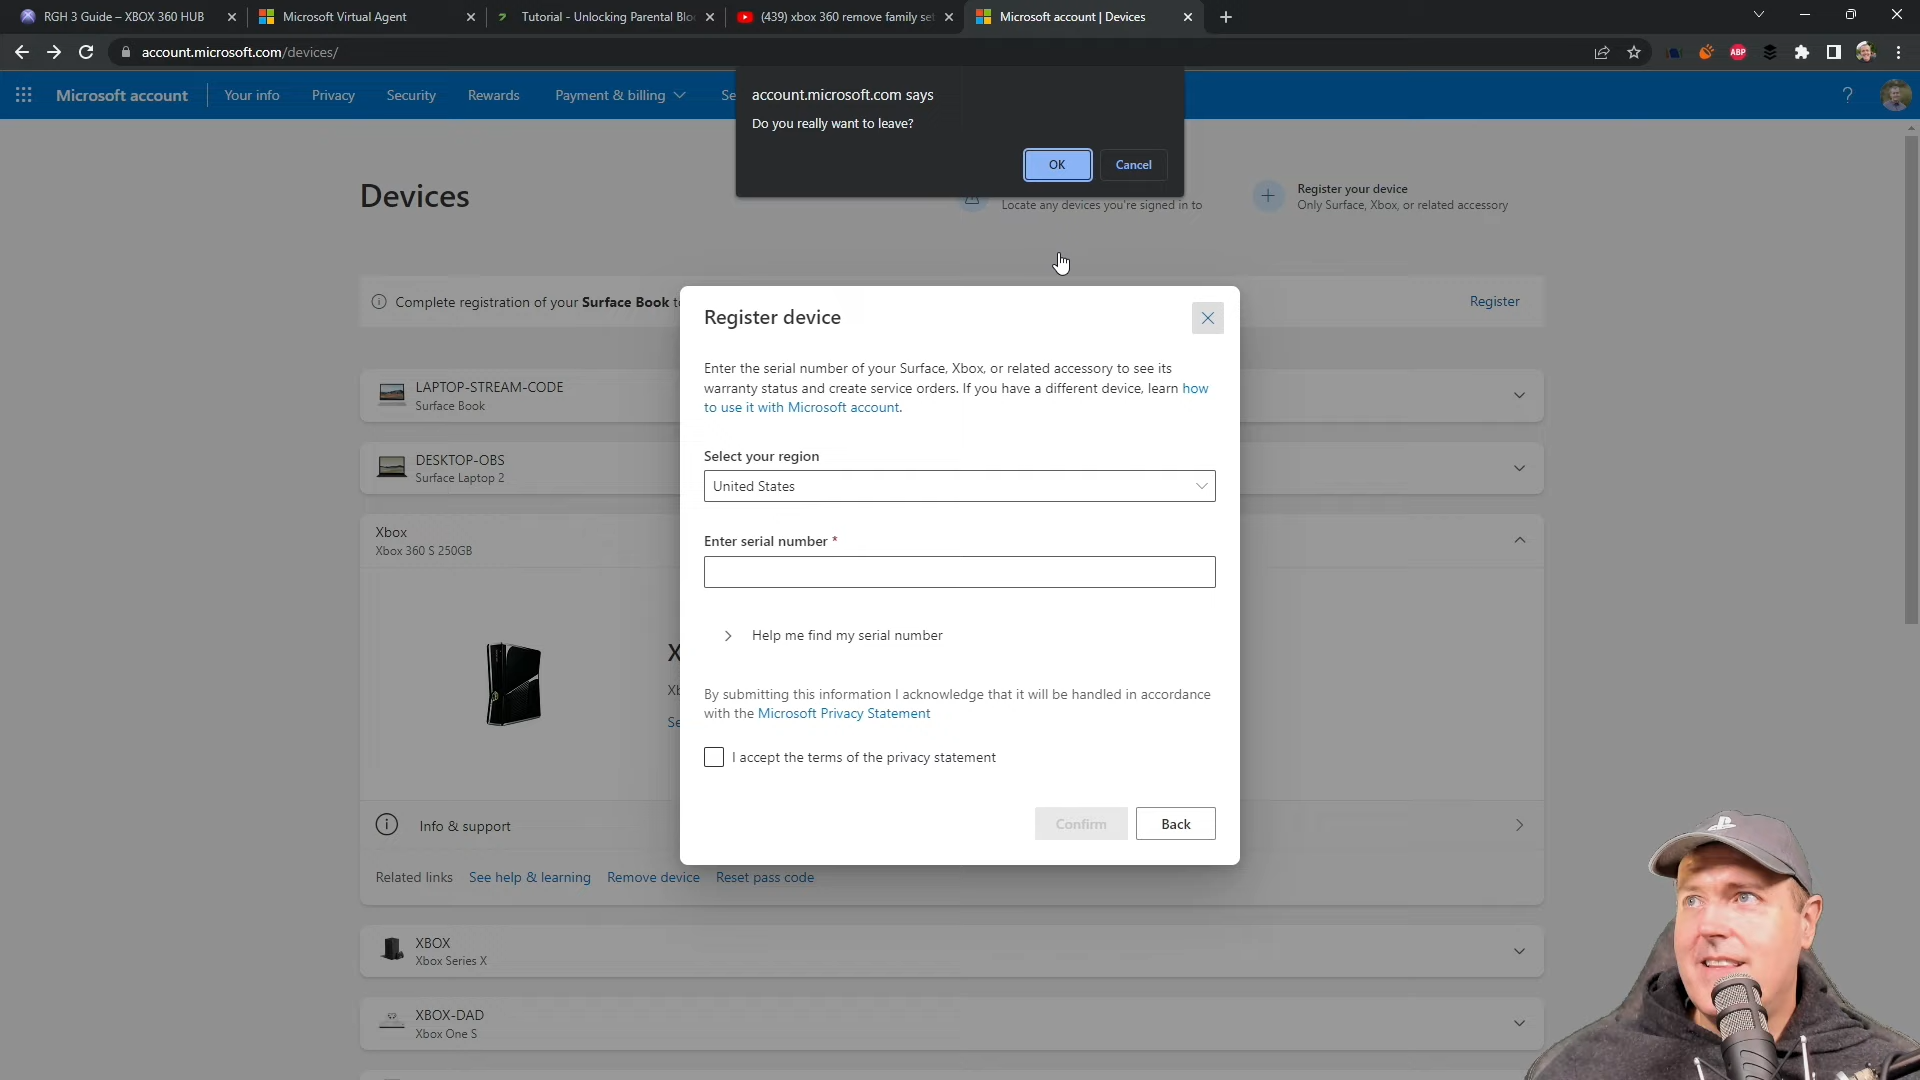 RGH 3 Guide – XBOX 360 HUB
Microsoft Virtual Agent
Tutorial - Unlocking Parental Blo
(439) xbox 360 remove family set
Microsoft account | Devices
account.microsoft.com/devices/
ABP
Microsoft account
Your info
Privacy
Security
Rewards
Payment & billing
Se
?
account.microsoft.com says
Do you really want to leave?
OK
Cancel
Devices
Locate any devices you're signed in to
Register your device
Only Surface, Xbox, or related accessory
Complete registration of your Surface Book to
Register
Register device
Enter the serial number of your Surface, Xbox, or related accessory to see its
warranty status and create service orders. If you have a different device, learn how
to use it with Microsoft account.
Select your region
United States
Enter serial number *
Help me find my serial number
By submitting this information I acknowledge that it will be handled in accordance
with the Microsoft Privacy Statement
I accept the terms of the privacy statement
Confirm
Back
LAPTOP-STREAM-CODE
Surface Book
DESKTOP-OBS
Surface Laptop 2
Xbox
Xbox 360 S 250GB
X
Xb
Se
Info & support
Related links
See help & learning
Remove device
Reset pass code
XBOX
Xbox Series X
XBOX-DAD
Xbox One S